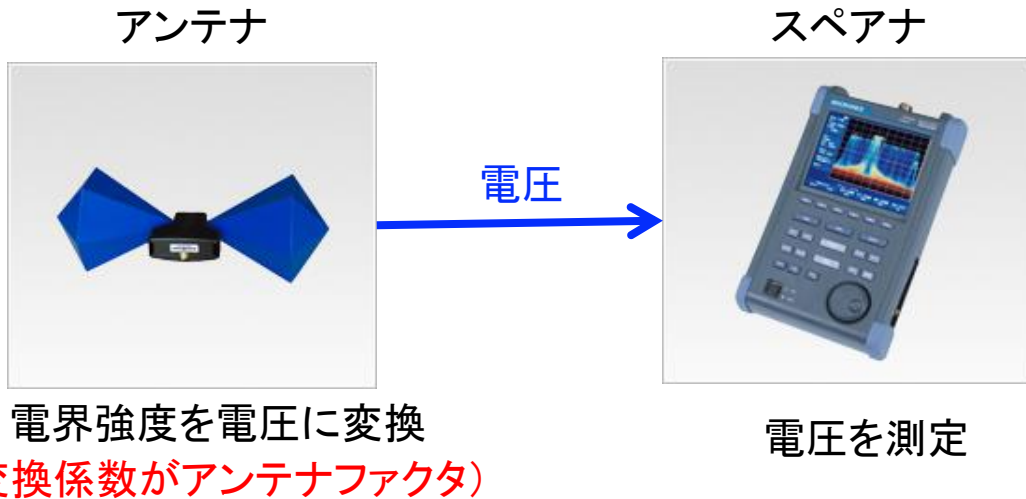 アンテナ
スペアナ
電圧
電界強度を電圧に変換
換係数がアンテナファクタ）
電圧を測定